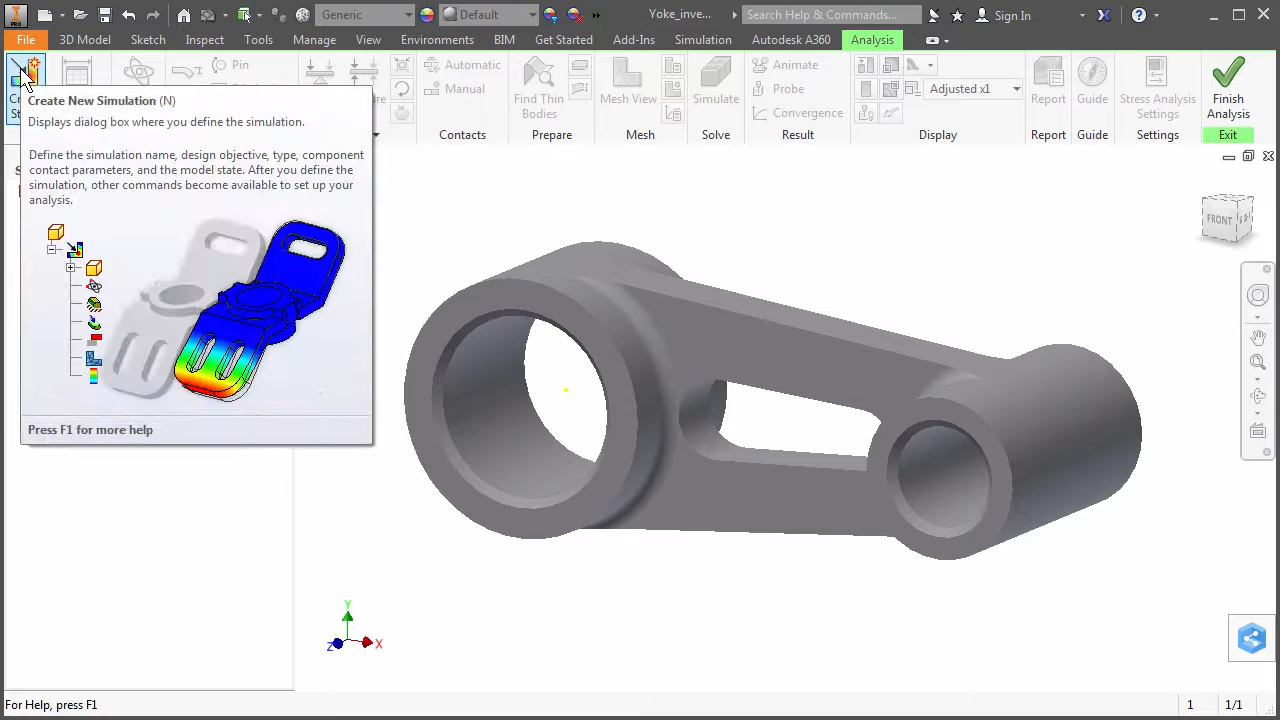 PRO
Generic
Default
Yoke_inve...
Search Help & Commands...
Sign In
File
3D Model
Sketch
Inspect
Tools
Manage
View
Environments
BIM
Get Started
Add-Ins
Simulation
Autodesk A360
Analysis
Pin
Automatic
Manual
Contacts
Find Thin
Bodies
Prepare
Mesh View
Mesh
Simulate
Solve
Animate
Probe
Convergence
Result
Adjusted x1
Display
Report
Report
Guide
Guide
Stress Analysis
Settings
Settings
Finish
Analysis
Exit
Create New Simulation (N)
Displays dialog box where you define the simulation.
Define the simulation name, design objective, type, component
contact parameters, and the model state. After you define the
simulation, other commands become available to set up your
analysis.
Press F1 for more help
FRONT
Y
Z
X
For Help, press F1
1
1/1